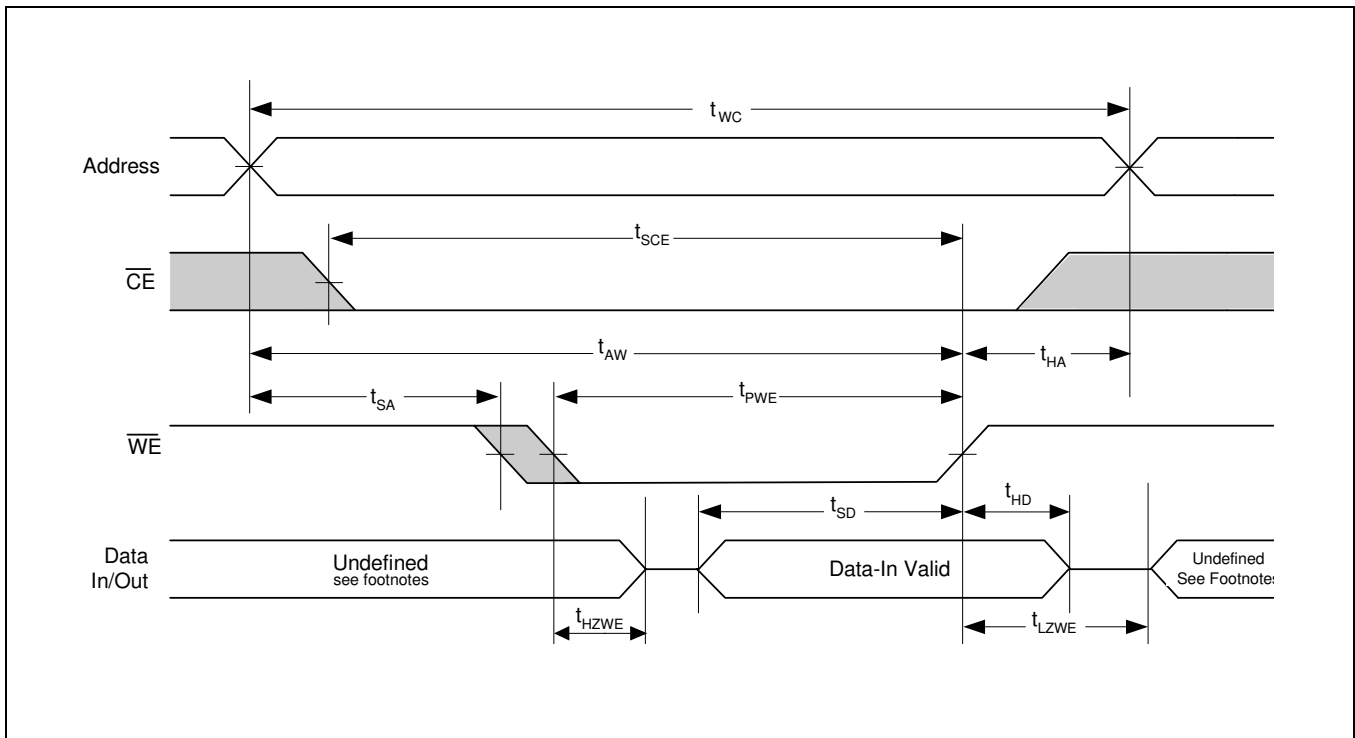 tWC
Address
tSCE
CE
tAW
tHA
tSA
tPWE
WE
tSD
tHD
Data
In/Out
Undefined
see footnotes
Data-In Valid
Undefined
See Footnotes
tHZWE
tLZWE